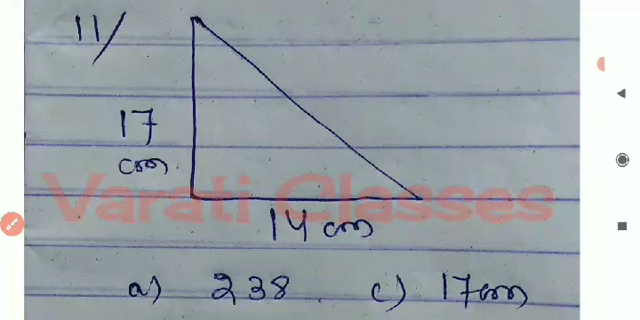 11/
17
cm
Varati Classes
14 cm
a) 238. c) 17cm